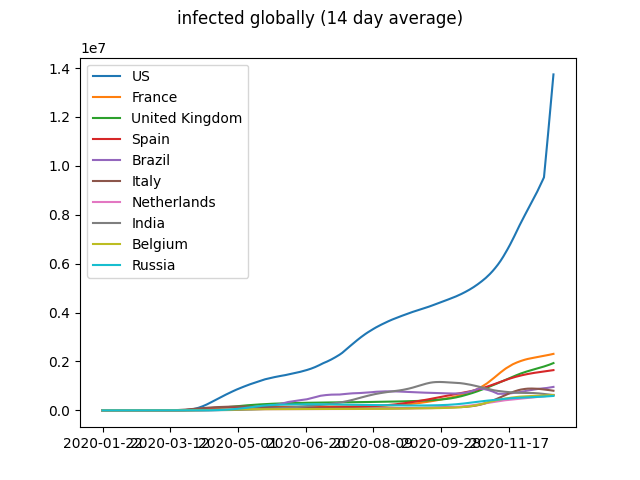 infected globally (14 day average)
1e7
1.4
1.2
1.0
0.8
0.6
0.4
0.2
0.0
US
France
United Kingdom
Spain
Brazil
Italy
Netherlands
India
Belgium
Russia
2020-01-22 2020-03-12 2020-05-01 2020-06-20 2020-08-09 2020-09-28 2020-11-17